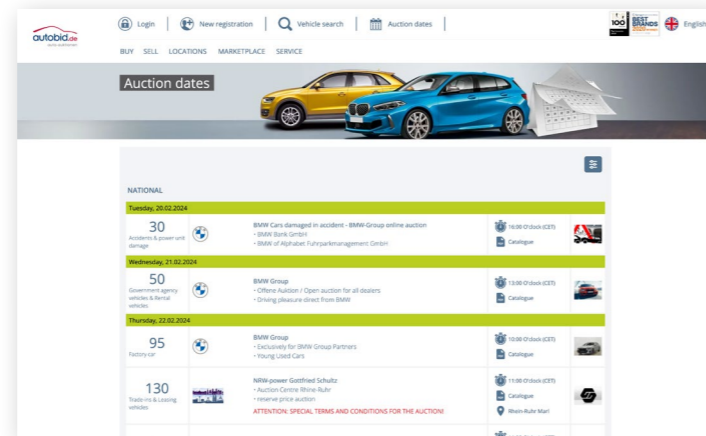 autobid.de
Login
New registration
Vehicle search
Auction dates
100
BEST
BRANDS
English
BUY SELL LOCATIONS MARKETPLACE SERVICE
Auction dates
NATIONAL
Tuesday, 20.02.2024
30
Accidents & power unit
damage
BMW Cars damaged in accident - BMW-Group online auction
• BMW Bank GmbH
• BMW of Alphabet Fuhrparkmanagement GmbH
16:00 O'clock (CET)
Catalogue
Wednesday, 21.02.2024
50
Government agency
vehicles & Rental
vehicles
BMW Group
• Offene Auktion / Open auction for all dealers
• Driving pleasure direct from BMW
13:00 O'clock (CET)
Catalogue
Thursday, 22.02.2024
95
Factory car
BMW Group
• Exclusively for BMW Group Partners
• Young Used Cars
10:00 O'clock (CET)
Catalogue
130
Trade-ins & Leasing
vehicles
NRW-power Gottfried Schultz
• Auction Centre Rhine-Ruhr
• reserve price auction
ATTENTION: SPECIAL TERMS AND CONDITIONS FOR THE AUCTION!
11:00 O'clock (CET)
Catalogue
Rhein-Ruhr Marl